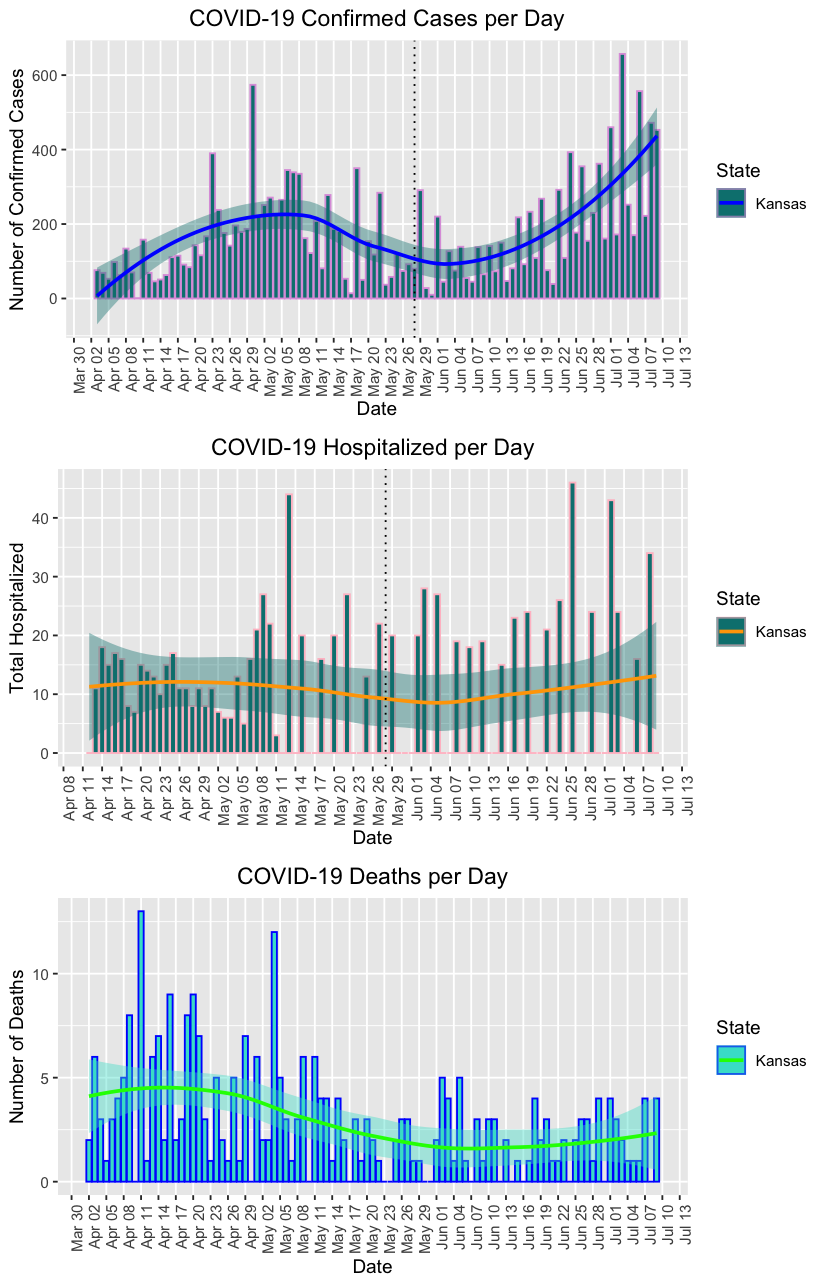 COVID-19 Confirmed Cases per Day
Number of Confirmed Cases
600
400
200
0
Mar 30
Apr 02
Apr 05
Apr 08
Apr 11
Apr 14
Apr 17
Apr 20
Apr 23
Apr 26
Apr 29
May 02
May 05
May 08
May 11
May 14
May 17
May 20
May 23
May 26
May 29
Jun 01
Jun 04
Jun 07
Jun 10
Jun 13
Jun 16
Jun 19
Jun 22
Jun 25
Jun 28
Jul 01
Jul 04
Jul 07
Jul 10
Jul 13
Date
State
Kansas
COVID-19 Hospitalized per Day
Total Hospitalized
40
30
20
10
0
Apr 08
Apr 11
Apr 14
Apr 17
Apr 20
Apr 23
Apr 26
Apr 29
May 02
May 05
May 08
May 11
May 14
May 17
May 20
May 23
May 26
May 29
Jun 01
Jun 04
Jun 07
Jun 10
Jun 13
Jun 16
Jun 19
Jun 22
Jun 25
Jun 28
Jul 01
Jul 04
Jul 07
Jul 10
Jul 13
Date
State
Kansas
COVID-19 Deaths per Day
Number of Deaths
10
5
0
Mar 30
Apr 02
Apr 05
Apr 08
Apr 11
Apr 14
Apr 17
Apr 20
Apr 23
Apr 26
Apr 29
May 02
May 05
May 08
May 11
May 14
May 17
May 20
May 23
May 26
May 29
Jun 01
Jun 04
Jun 07
Jun 10
Jun 13
Jun 16
Jun 19
Jun 22
Jun 25
Jun 28
Jul 01
Jul 04
Jul 07
Jul 10
Jul 13
Date
State
Kansas